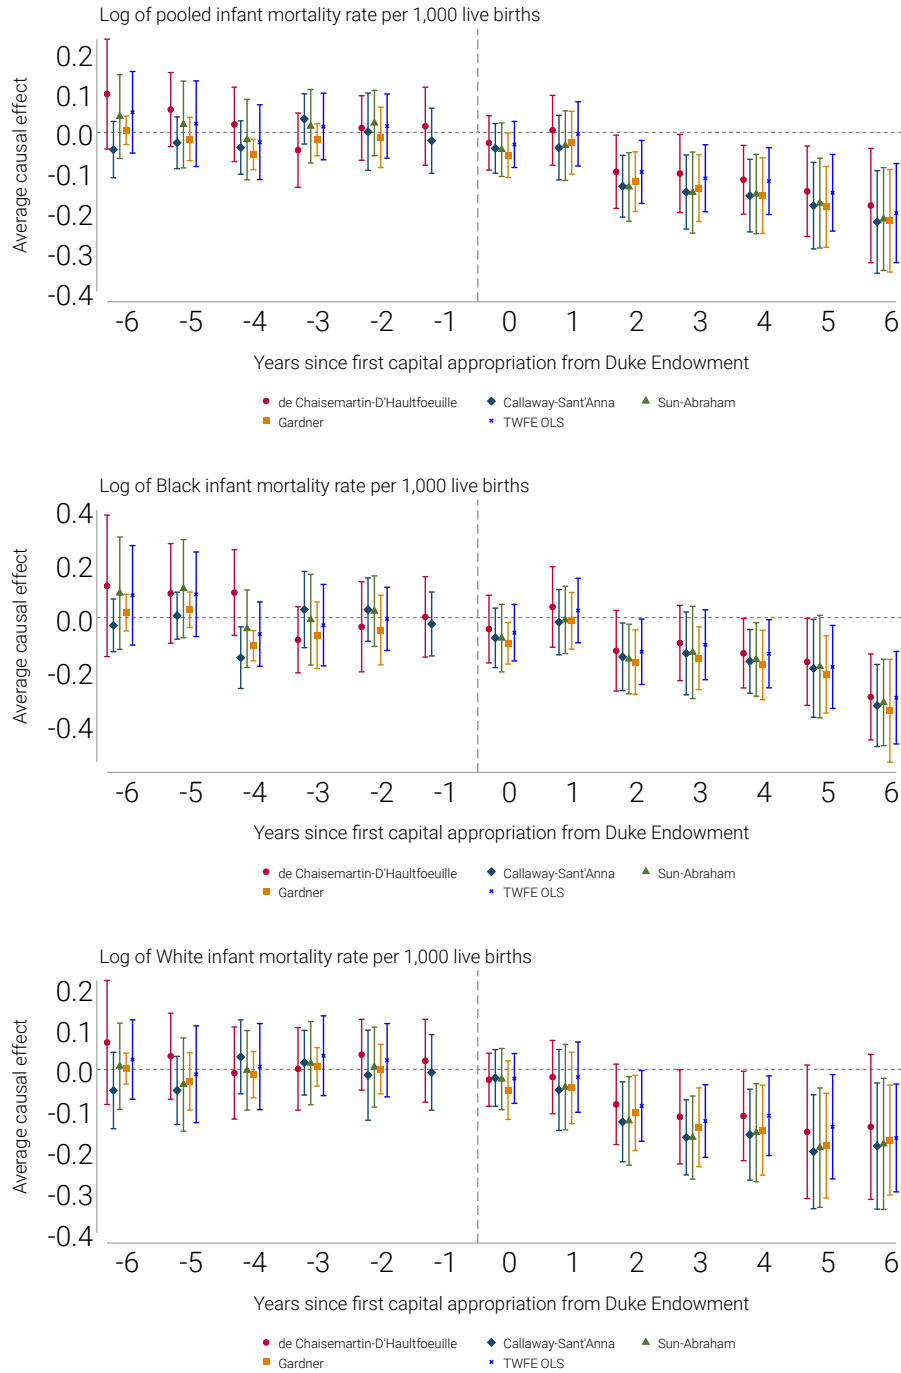 Log of pooled infant mortality rate per 1,000 live births
Average causal effect
0.2
0.1
0.0
-0.1
-0.2
-0.3
-0.4
-6 -5 -4 -3 -2 -1 0 1 2 3 4 5 6
Years since first capital appropriation from Duke Endowment
de Chaisemartin-D'Haultfoeuille Callaway-Sant'Anna Sun-Abraham
Gardner TWFE OLS
Log of Black infant mortality rate per 1,000 live births
Average causal effect
0.4
0.2
0.0
-0.2
-0.4
-6 -5 -4 -3 -2 -1 0 1 2 3 4 5 6
Years since first capital appropriation from Duke Endowment
de Chaisemartin-D'Haultfoeuille Callaway-Sant'Anna Sun-Abraham
Gardner TWFE OLS
Log of White infant mortality rate per 1,000 live births
Average causal effect
0.2
0.1
0.0
-0.1
-0.2
-0.3
-0.4
-6 -5 -4 -3 -2 -1 0 1 2 3 4 5 6
Years since first capital appropriation from Duke Endowment
de Chaisemartin-D'Haultfoeuille Callaway-Sant'Anna Sun-Abraham
Gardner TWFE OLS